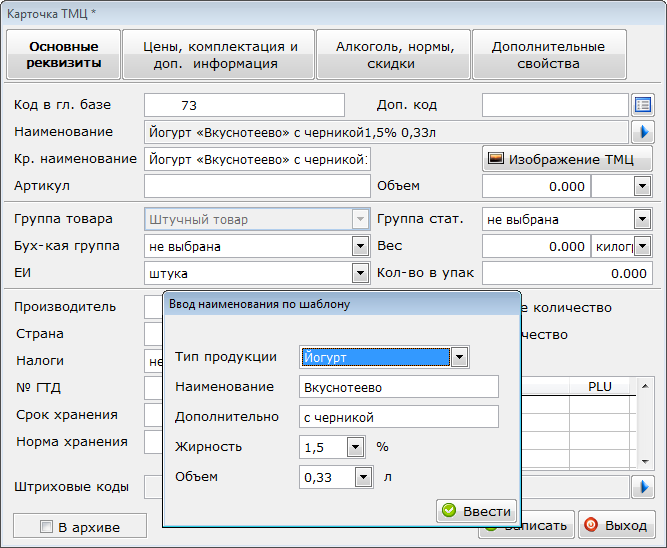 Карточка ТМЦ *
Основные реквизиты
Цены, комплектация и доп. информация
Алкоголь, нормы, скидки
Дополнительные свойства
Код в гл. базе 73 Доп. код
Наименование Йогурт «Вкуснотеево» с черникой1,5% 0,33л
Кр. наименование Йогурт «Вкуснотеево» с черникой Изображение ТМЦ
Артикул Объем 0.000
Группа товара Штучный товар Группа стат. не выбрана
Бух-кая группа не выбрана Вес 0.000 килогр
ЕИ штука Кол-во в упак 0.000
Производитель количество
Страна
Налоги не
№ ГТД PLU
Срок хранения
Норма хранения
Штриховые коды
В архиве Записать Выход
Ввод наименования по шаблону
Тип продукции Йогурт
Наименование Вкуснотеево
Дополнительно с черникой
Жирность 1,5 %
Объем 0,33 л
Ввести